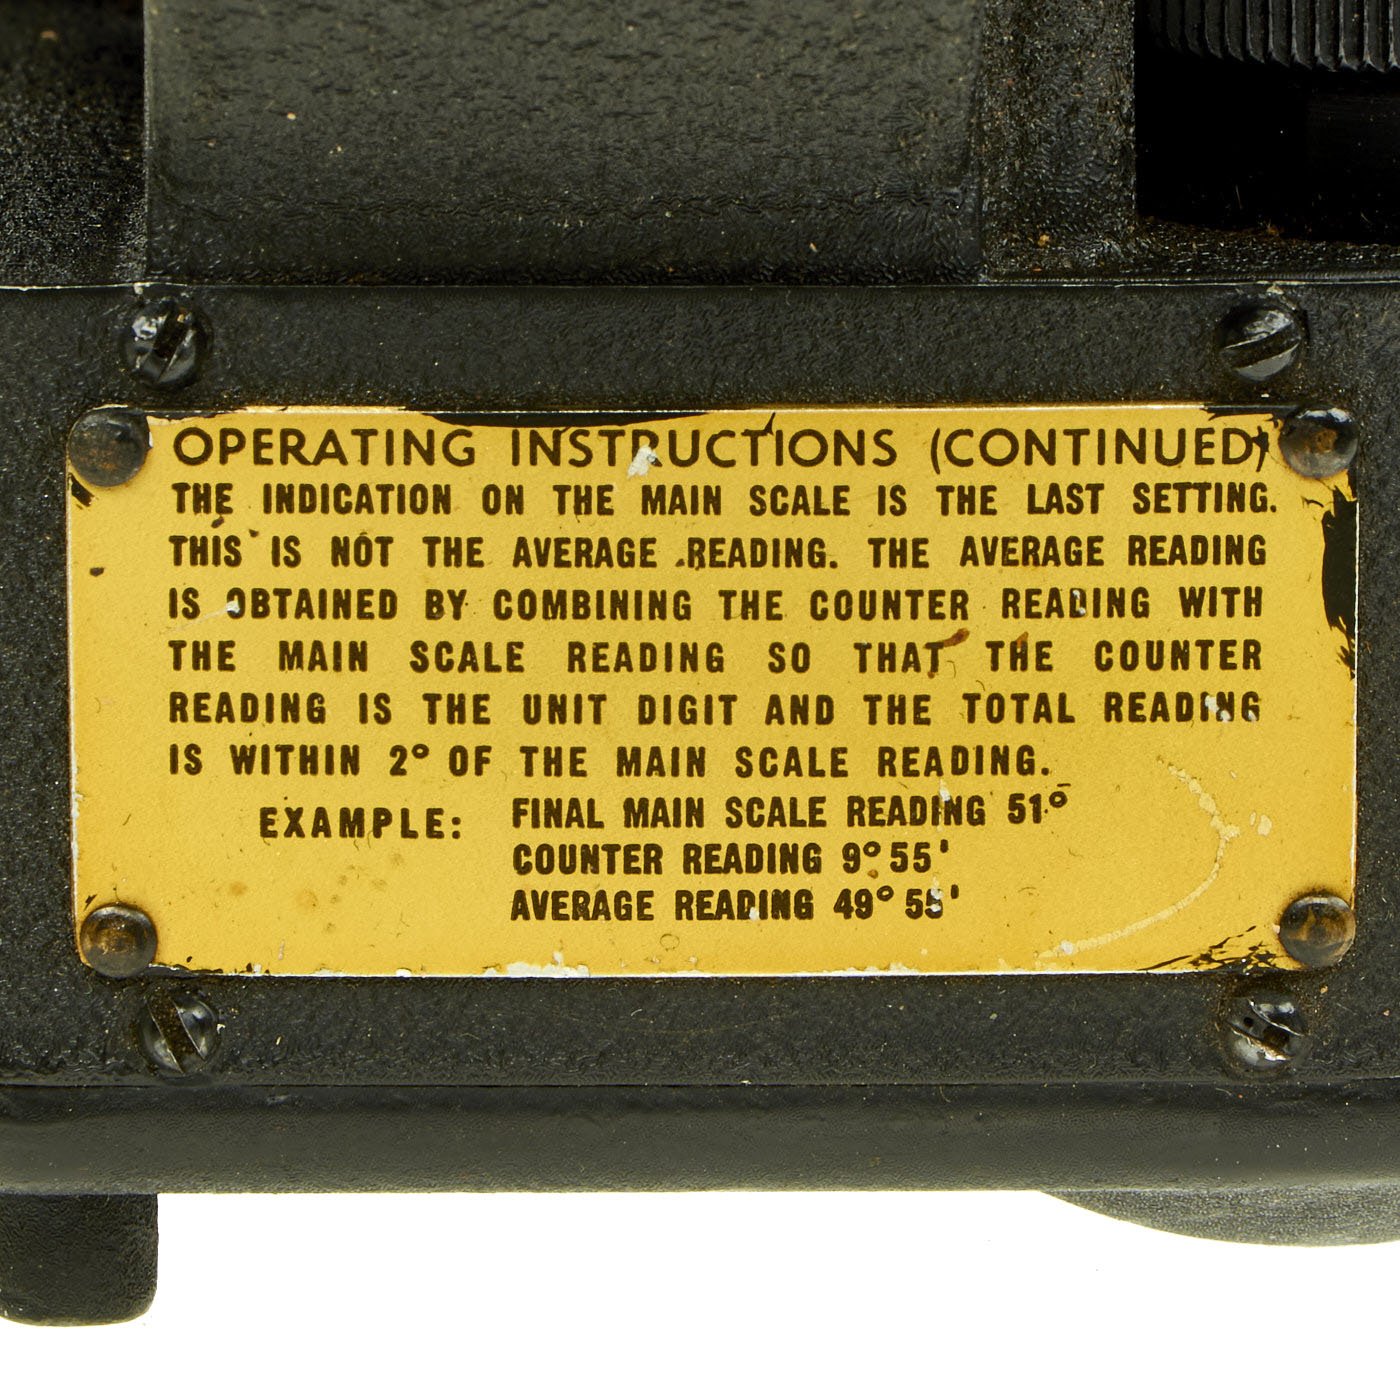 OPERATING INSTRUCTIONS (CONTINUED)
THE INDICATION ON THE MAIN SCALE IS THE LAST SETTING.
THIS IS NOT THE AVERAGE READING. THE AVERAGE READING
IS OBTAINED BY COMBINING THE COUNTER READING WITH
THE MAIN SCALE READING SO THAT THE COUNTER
READING IS THE UNIT DIGIT AND THE TOTAL READING
IS WITHIN 2° OF THE MAIN SCALE READING.
EXAMPLE: FINAL MAIN SCALE READING 51°
COUNTER READING 9° 55'
AVERAGE READING 49° 55'